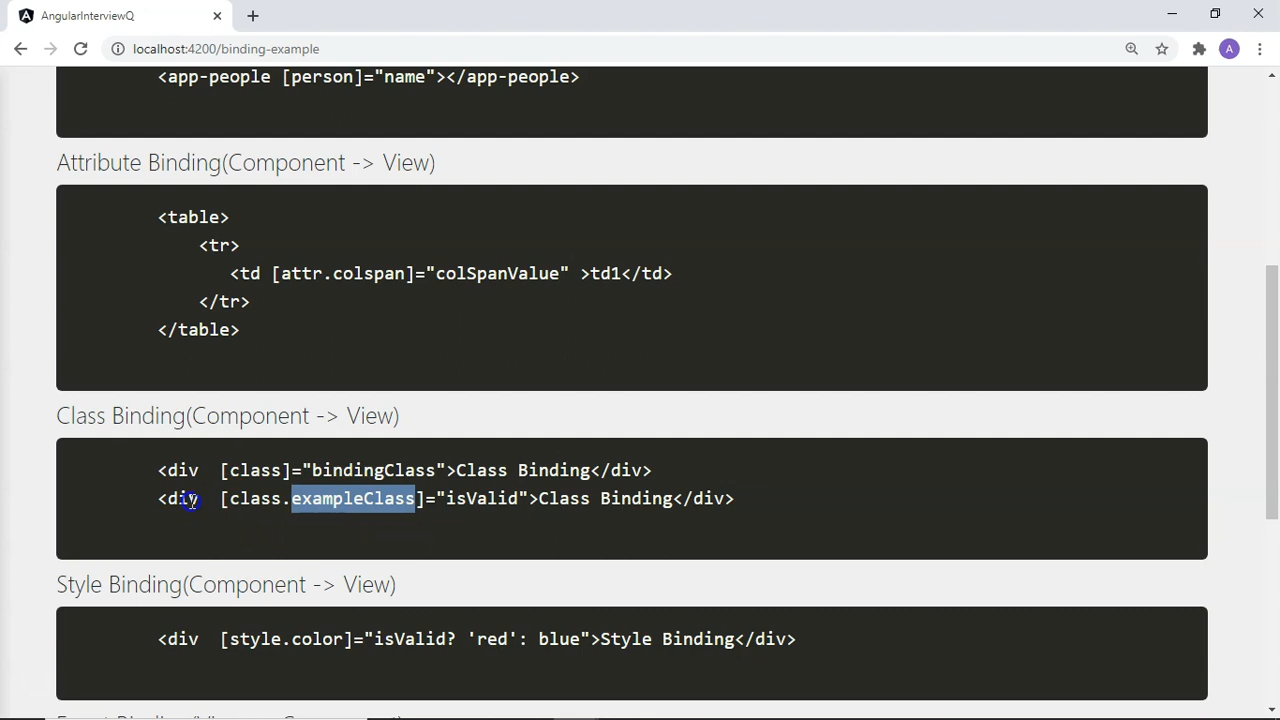 AngularInterviewQ
localhost:4200/binding-example
A
<app-people [person]="name"></app-people>
Attribute Binding(Component -> View)
<table>
<tr>
<td [attr.colspan]="colSpanValue" >td1</td>
</tr>
</table>
Class Binding(Component -> View)
<div  [class]="bindingClass">Class Binding</div>
<div  [class.exampleClass]="isValid">Class Binding</div>
Style Binding(Component -> View)
<div  [style.color]="isValid? 'red': blue">Style Binding</div>